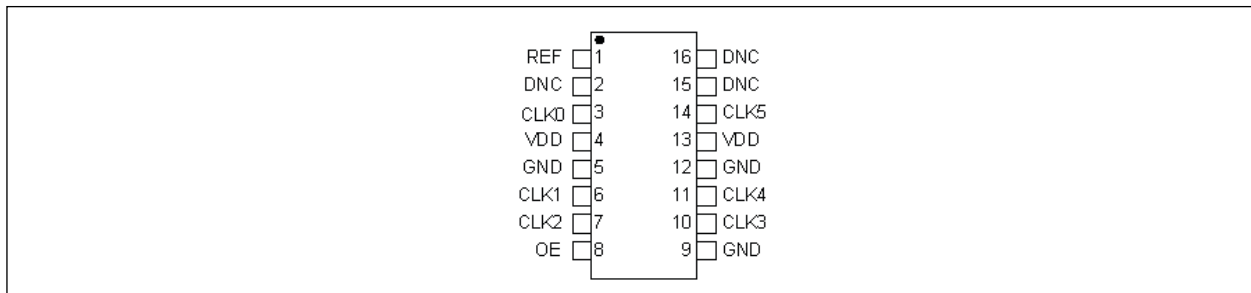 REF 1 16 DNC
DNC 2 15 DNC
CLK0 3 14 CLK5
VDD 4 13 VDD
GND 5 12 GND
CLK1 6 11 CLK4
CLK2 7 10 CLK3
OE 8 9 GND